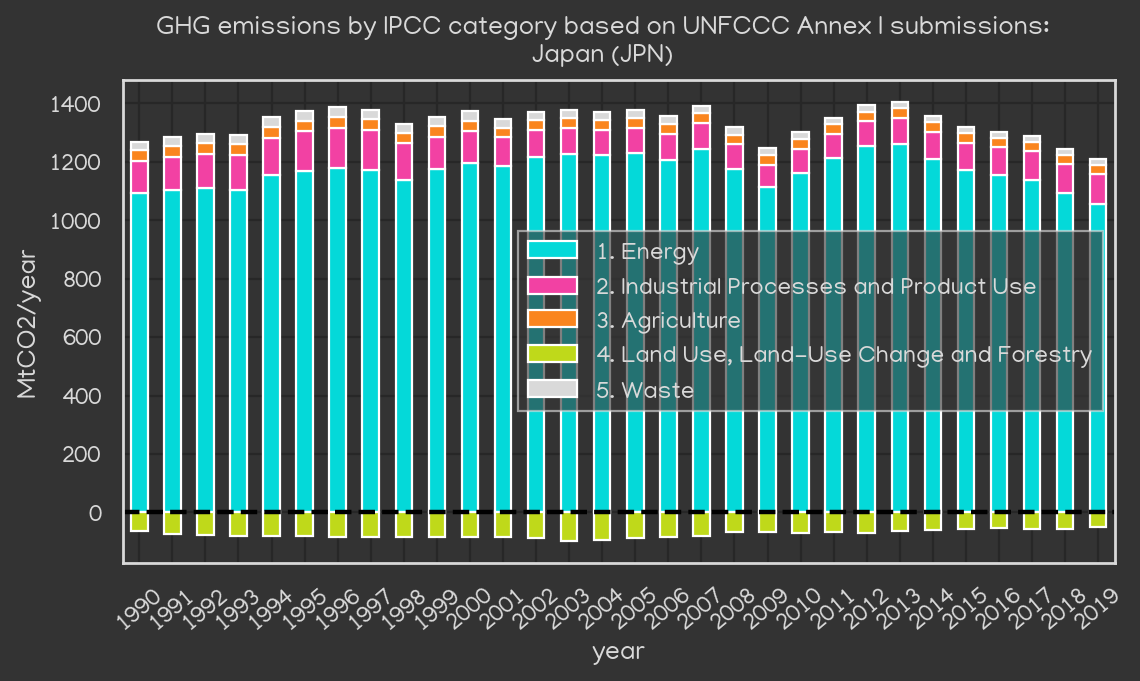 GHG emissions by IPCC category based on UNFCCC Annex I submissions:
Japan (JPN)
MtCO2/year
1400
1200
1000
800
600
400
200
0
1. Energy
2. Industrial Processes and Product Use
3. Agriculture
4. Land Use, Land-Use Change and Forestry
5. Waste
1990 1991 1992 1993 1994 1995 1996 1997 1998 1999 2000 2001 2002 2003 2004 2005 2006 2007 2008 2009 2010 2011 2012 2013 2014 2015 2016 2017 2018 2019
year